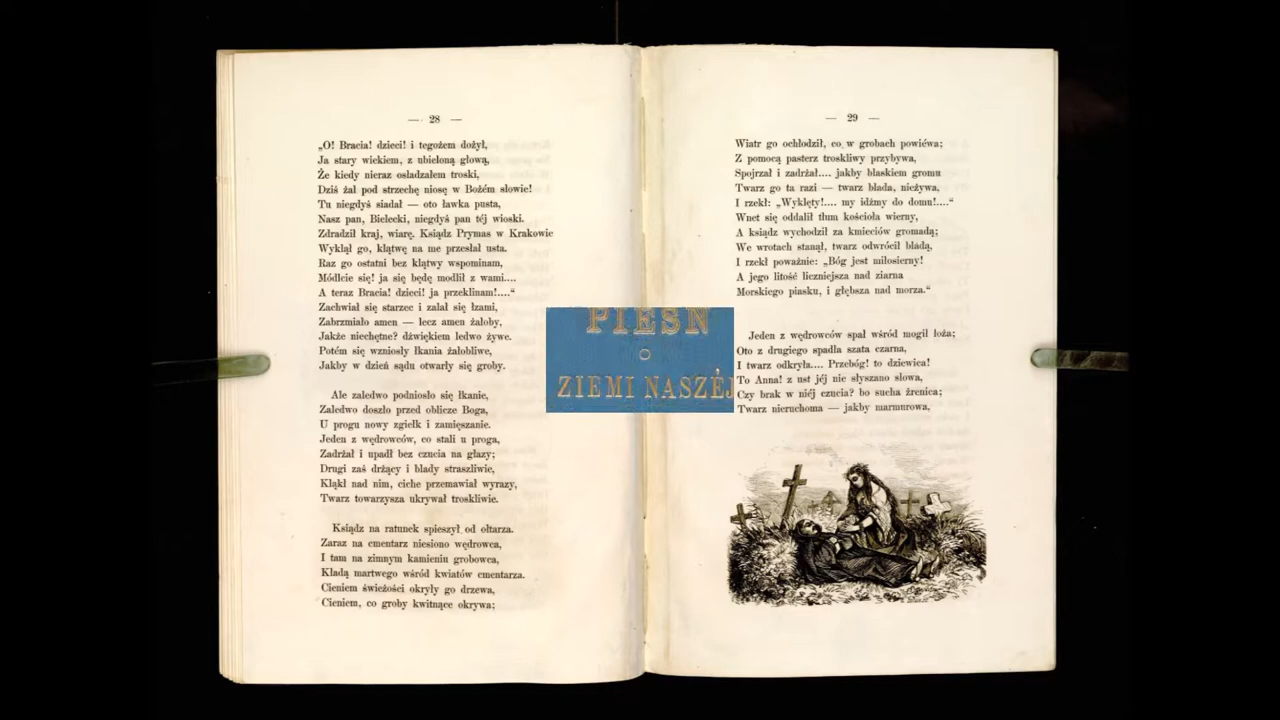 — 28 —
„O! Bracia! dzieci! i tegożem dożył,
Ja stary wiekiem, z ubieloną głową,
Że kiedy nieraz osładzałem troski,
Dziś żal pod strzechę niosę w Bożém słowie!
Tu niegdyś siadał — oto ławka pusta,
Nasz pan, Bielecki, niegdyś pan téj wioski.
Zdradził kraj, wiarę. Ksiądz Prymas w Krakowie
Wyklął go, klątwę na me przesłał usta.
Raz go ostatni bez klątwy wspominam,
Módlcie się! ja się będę modlił z wami....
A teraz Bracia! dzieci! ja przeklinam!....“
Zachwiał się starzec i zalał się łzami,
Zabrzmiało amen — lecz amen żałoby,
Jakże niechętne? dźwiękiem ledwo żywe.
Potém się wzniosły łkania żałobliwe,
Jakby w dzień sądu otwarły się groby.
Ale zaledwo podniosło się łkanie,
Zaledwo doszło przed oblicze Boga,
U progu nowy zgiełk i zamięszanie.
Jeden z wędrowców, co stali u proga,
Zadrżał i upadł bez czucia na głazy;
Drugi zaś drżący i blady straszliwie,
Kląkł nad nim, ciche przemawiał wyrazy,
Twarz towarzysza ukrywał troskliwie.
Ksiądz na ratunek spieszył od ołtarza.
Zaraz na cmentarz niesiono wędrowca,
I tam na zimnym kamieniu grobowca,
Kładą martwego wśród kwiatów cmentarza.
Cieniem świeżości okryły go drzewa,
Cieniem, co groby kwitnące okrywa;
— 29 —
Wiatr go ochłodził, co w grobach powiéwa;
Z pomocą pasterz troskliwy przybywa,
Spojrzał i zadrżał.... jakby blaskiem gromu
Twarz go ta razi — twarz blada, nieżywa,
I rzekł: „Wyklęty!.... my idźmy do domu!....“
Wnet się oddalił tłum kościoła wierny,
A ksiądz wychodził za kmieciów gromadą;
We wrotach stanął, twarz odwrócił bladą,
I rzekł poważnie: „Bóg jest miłosierny!
A jego litość liczniejsza nad ziarna
Morskiego piasku, i głębsza nad morza.“
Jeden z wędrowców spał wśród mogił łoża;
Oto z drugiego spadła szata czarna,
I twarz odkryła.... Przebóg! to dziewica!
To Anna! z ust jéj nie słyszano słowa,
Czy brak w niéj czucia? bo sucha źrenica;
Twarz nieruchoma — jakby marmurowa,
PIEŚŃ
O
ZIEMI NASZÉJ